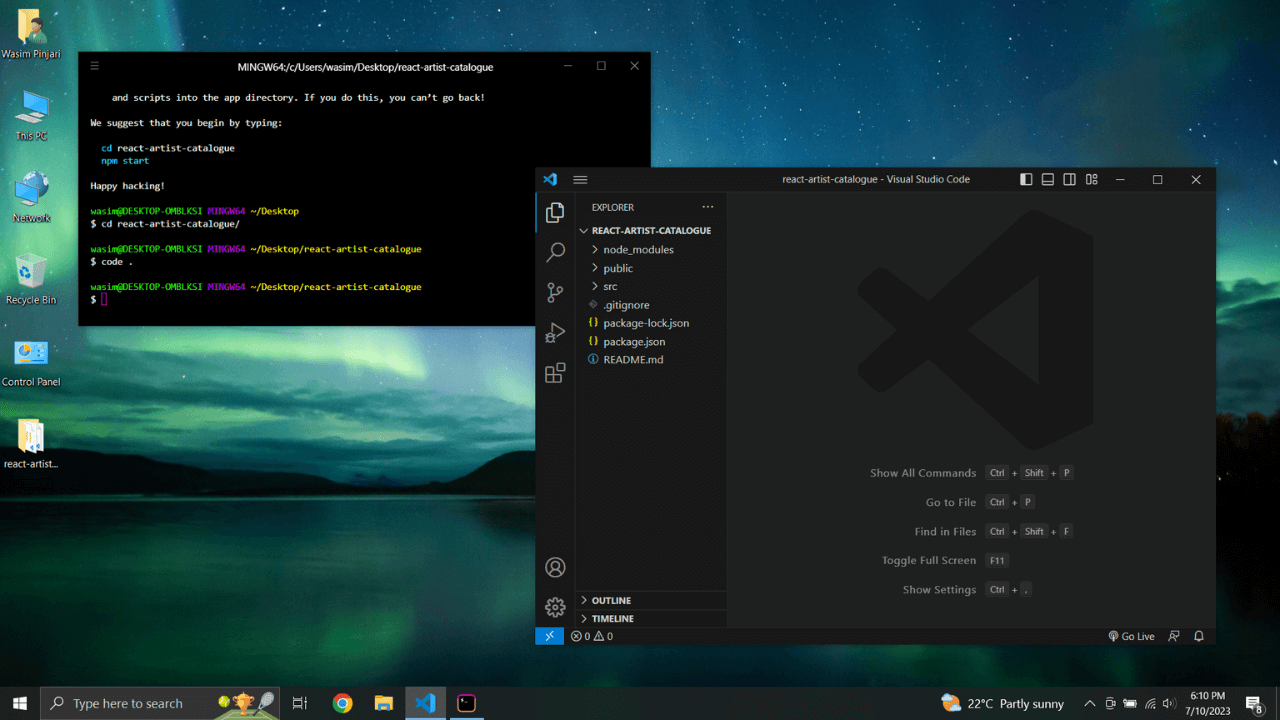 Wasim Pinjari
This PC
Network
Recycle Bin
Control Panel
react-artist...
MINGW64:/c/Users/wasim/Desktop/react-artist-catalogue
and scripts into the app directory. If you do this, you can't go back!
We suggest that you begin by typing:
cd react-artist-catalogue
npm start
Happy hacking!
wasim@DESKTOP-OMBLKSI MINGW64 ~/Desktop
$ cd react-artist-catalogue/
wasim@DESKTOP-OMBLKSI MINGW64 ~/Desktop/react-artist-catalogue
$ code .
wasim@DESKTOP-OMBLKSI MINGW64 ~/Desktop/react-artist-catalogue
$
react-artist-catalogue - Visual Studio Code
EXPLORER
REACT-ARTIST-CATALOGUE
node_modules
public
src
.gitignore
{} package-lock.json
{} package.json
README.md
OUTLINE
TIMELINE
Show All Commands Ctrl + Shift + P
Go to File Ctrl + P
Find in Files Ctrl + Shift + F
Toggle Full Screen F11
Show Settings Ctrl + ,
0 0
Go Live
Type here to search
22°C Partly sunny
6:10 PM
7/10/2023
8